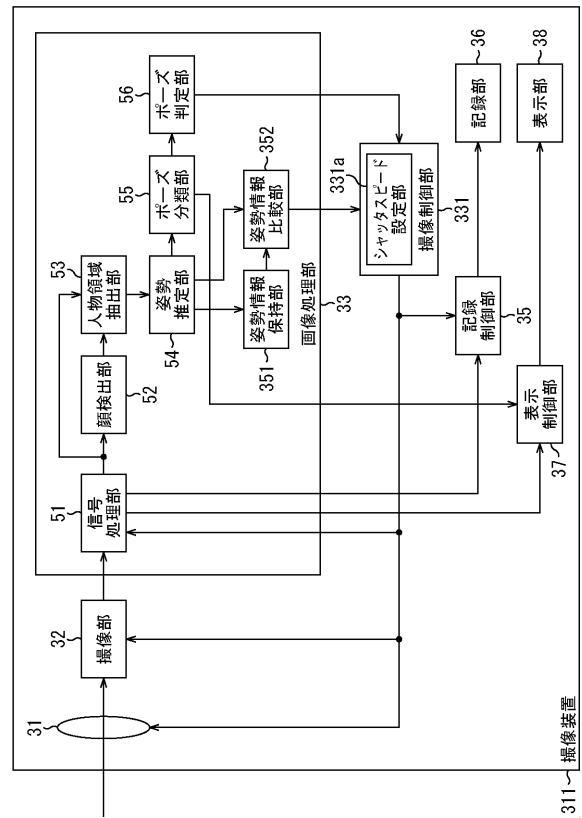 311
撮像装置
31
32
撮像部
33
画像処理部
51
信号
処理部
52
顔検出部
53
人物領域
抽出部
54
姿勢
推定部
55
ポーズ
分類部
56
ポーズ
判定部
351
姿勢情報
保持部
352
姿勢情報
比較部
331a
シャッタスピード
設定部
撮像制御部
331
記録
制御部
35
36
記録部
表示
制御部
37
38
表示部